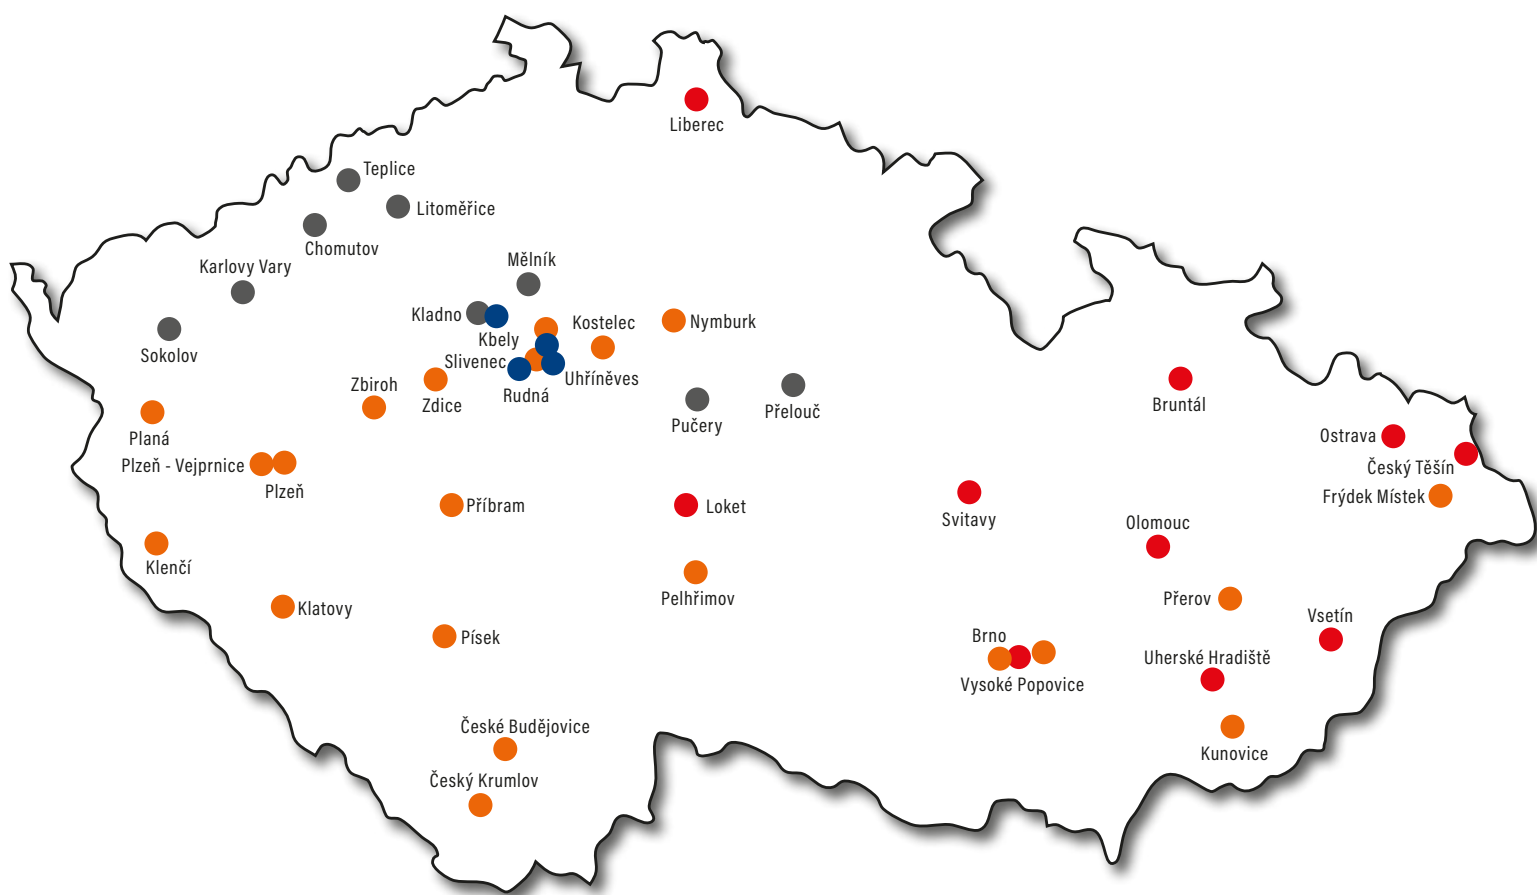 Liberec
Teplice
Litoměřice
Chomutov
Karlovy Vary
Mělník
Kladno
Kbely
Kostelec
Nymburk
Sokolov
Slivenec
Uhříněves
Rudná
Zbiroh
Zdice
Pučery
Přelouč
Bruntál
Planá
Plzeň - Vejprnice
Plzeň
Ostrava
Český Těšín
Frýdek Místek
Příbram
Loket
Svitavy
Olomouc
Klenčí
Pelhřimov
Přerov
Klatovy
Písek
Vsetín
Brno
Uherské Hradiště
Vysoké Popovice
České Budějovice
Kunovice
Český Krumlov